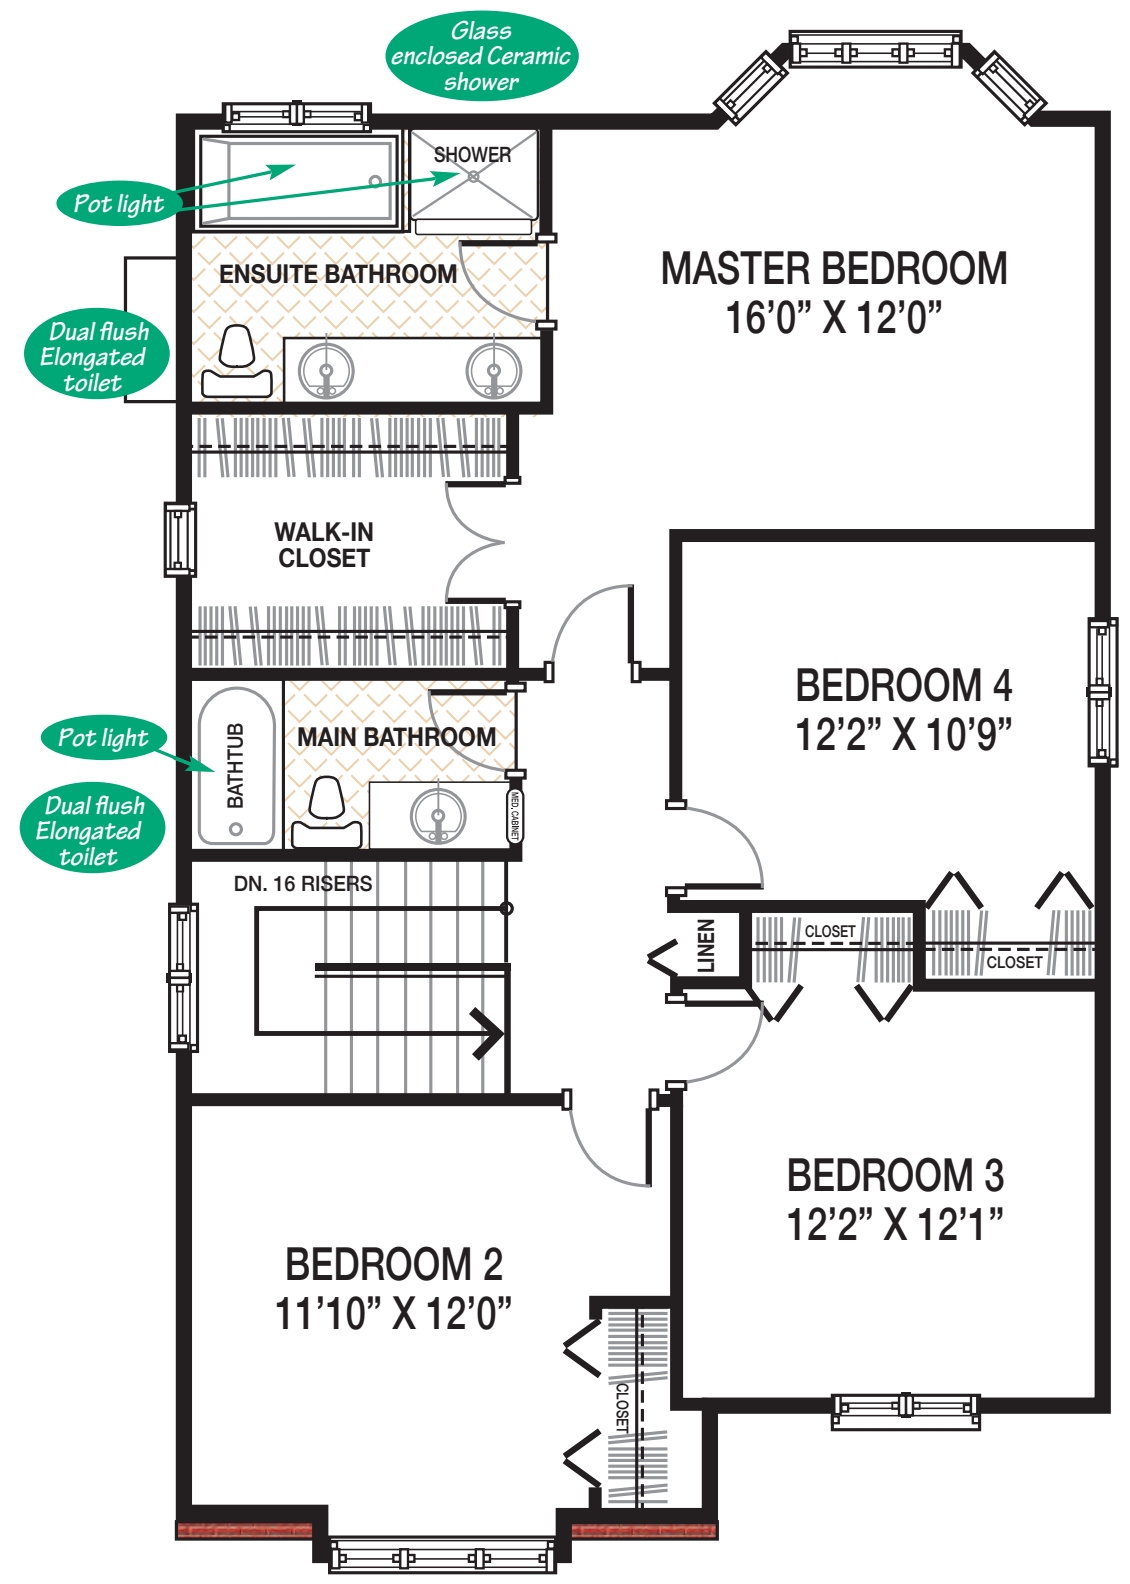 Glass
enclosed Ceramic
shower
SHOWER
Pot light
ENSUITE BATHROOM
MASTER BEDROOM
16’0” X 12’0”
Dual flush
Elongated
toilet
WALK-IN
CLOSET
BEDROOM 4
12’2” X 10’9”
Pot light
BATHTUB
MAIN BATHROOM
MED. CABINET
Dual flush
Elongated
toilet
DN. 16 RISERS
LINEN
CLOSET
CLOSET
BEDROOM 3
12’2” X 12’1”
BEDROOM 2
11’10” X 12’0”
CLOSET